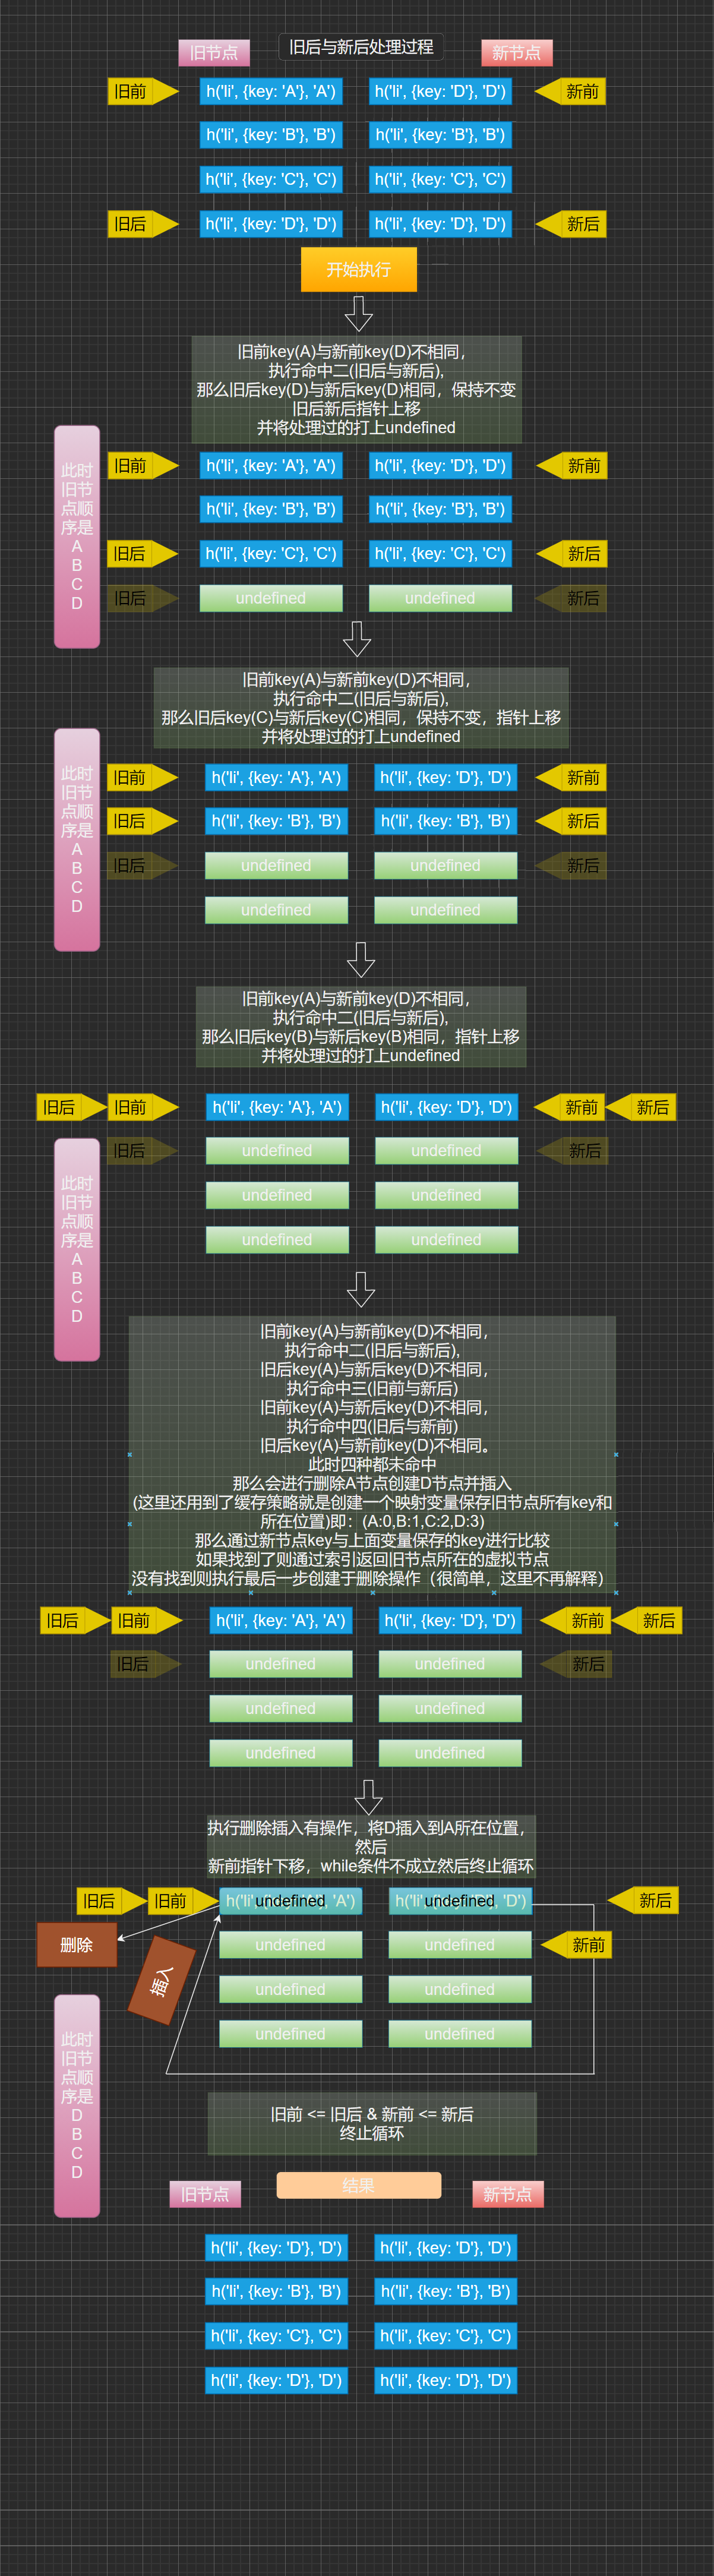 旧后与新后处理过程
旧节点
新节点
旧前
h('li', {key: 'A'}, 'A')
h('li', {key: 'D'}, 'D')
新前
h('li', {key: 'B'}, 'B')
h('li', {key: 'B'}, 'B')
h('li', {key: 'C'}, 'C')
h('li', {key: 'C'}, 'C')
旧后
h('li', {key: 'D'}, 'D')
h('li', {key: 'D'}, 'D')
新后
开始执行
旧前key(A)与新前key(D)不相同，
执行命中二(旧后与新后),
那么旧后key(D)与新后key(D)相同，保持不变
旧后新后指针上移
并将处理过的打上undefined
此时
旧节
点顺
序是
A
B
C
D
旧前
h('li', {key: 'A'}, 'A')
h('li', {key: 'D'}, 'D')
新前
h('li', {key: 'B'}, 'B')
h('li', {key: 'B'}, 'B')
旧后
h('li', {key: 'C'}, 'C')
h('li', {key: 'C'}, 'C')
新后
旧后
undefined
undefined
新后
旧前key(A)与新前key(D)不相同，
执行命中二(旧后与新后),
那么旧后key(C)与新后key(C)相同，保持不变，指针上移
并将处理过的打上undefined
此时
旧节
点顺
序是
A
B
C
D
旧前
h('li', {key: 'A'}, 'A')
h('li', {key: 'D'}, 'D')
新前
旧后
h('li', {key: 'B'}, 'B')
h('li', {key: 'B'}, 'B')
新后
旧后
undefined
undefined
新后
undefined
undefined
旧前key(A)与新前key(D)不相同，
执行命中二(旧后与新后),
那么旧后key(B)与新后key(B)相同，指针上移
并将处理过的打上undefined
旧后
旧前
h('li', {key: 'A'}, 'A')
h('li', {key: 'D'}, 'D')
新前
新后
旧后
undefined
undefined
新后
undefined
undefined
undefined
undefined
此时
旧节
点顺
序是
A
B
C
D
旧前key(A)与新前key(D)不相同，
执行命中二(旧后与新后),
旧后key(A)与新后key(D)不相同，
执行命中三(旧前与新后)
旧前key(A)与新后key(D)不相同，
执行命中四(旧后与新前)
旧后key(A)与新前key(D)不相同。
此时四种都未命中
那么会进行删除A节点创建D节点并插入
(这里还用到了缓存策略就是创建一个映射变量保存旧节点所有key和
所在位置)即：(A:0,B:1,C:2,D:3)
那么通过新节点key与上面变量保存的key进行比较
如果找到了则通过索引返回旧节点所在的虚拟节点
没有找到则执行最后一步创建于删除操作（很简单，这里不再解释）
旧后
旧前
h('li', {key: 'A'}, 'A')
h('li', {key: 'D'}, 'D')
新前
新后
旧后
undefined
undefined
新后
undefined
undefined
undefined
undefined
执行删除插入有操作，将D插入到A所在位置，
然后
新前指针下移，while条件不成立然后终止循环
旧后
旧前
h('li', {key: 'A'}, 'A')
undefined
h('li', {key: 'D'}, 'D')
undefined
新后
删除
插入
undefined
undefined
新前
undefined
undefined
undefined
undefined
此时
旧节
点顺
序是
D
B
C
D
旧前 <= 旧后 & 新前 <= 新后
终止循环
结果
旧节点
新节点
h('li', {key: 'D'}, 'D')
h('li', {key: 'D'}, 'D')
h('li', {key: 'B'}, 'B')
h('li', {key: 'B'}, 'B')
h('li', {key: 'C'}, 'C')
h('li', {key: 'C'}, 'C')
h('li', {key: 'D'}, 'D')
h('li', {key: 'D'}, 'D')